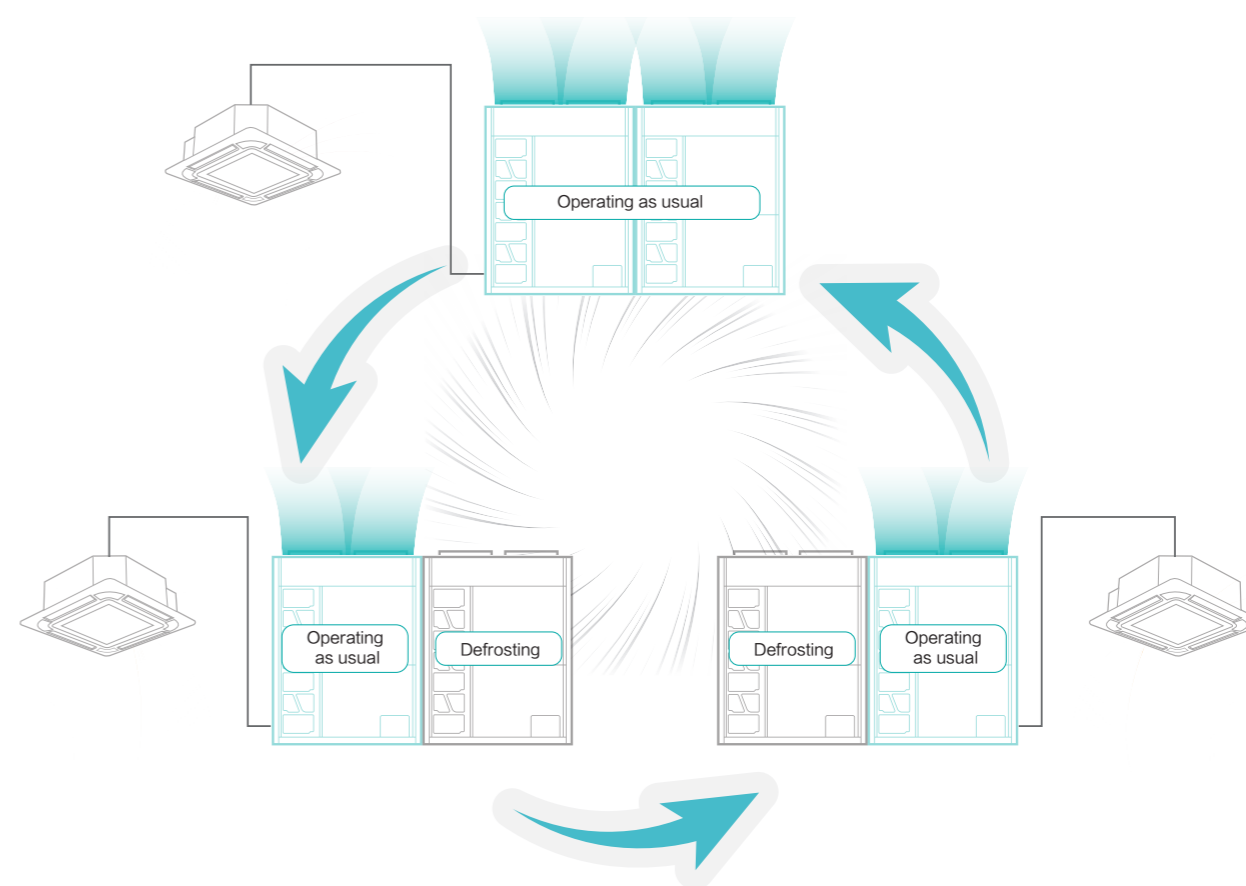 Operating as usual
Operating
as usual
Defrosting
Defrosting
Operating
as usual